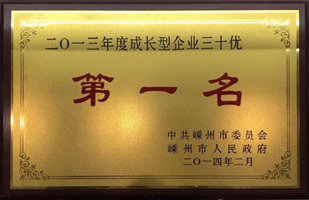 二〇一三年度成长型企业三十优
第一名
中共嵊州市委员会
嵊州市人民政府
二〇一四年二月